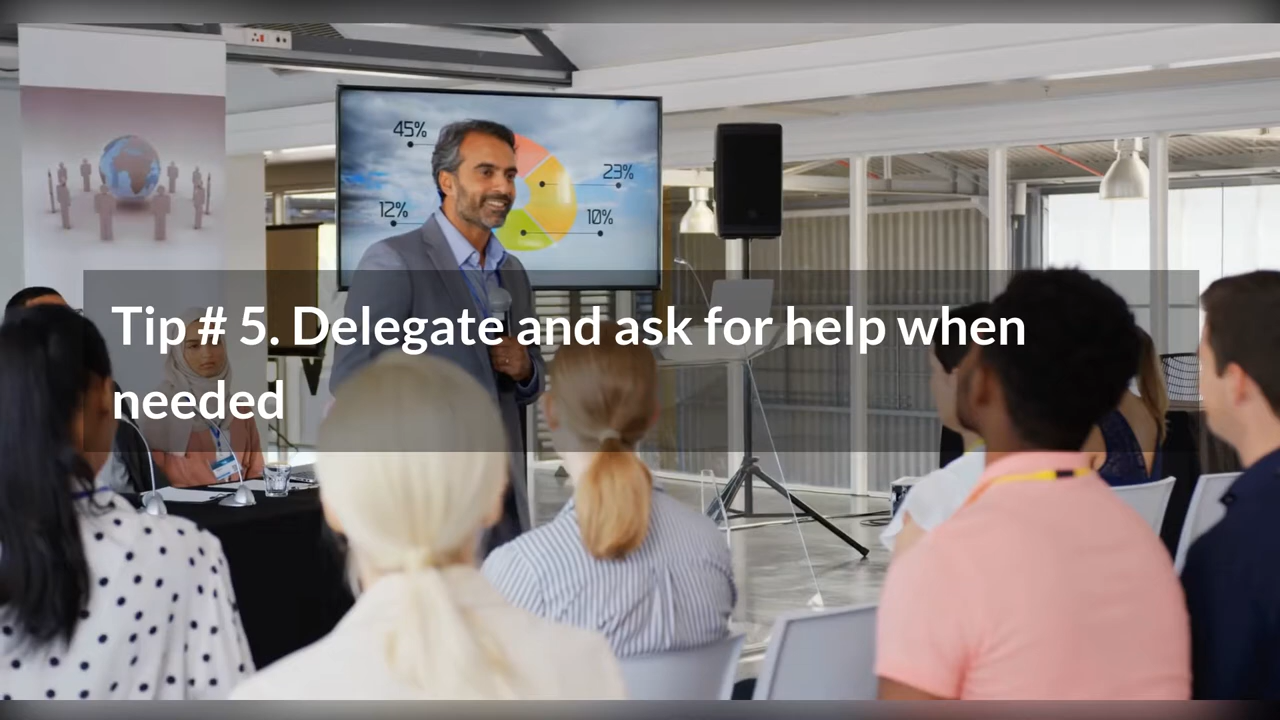 45%
23%
12%
10%
Tip # 5. Delegate and ask for help when
needed